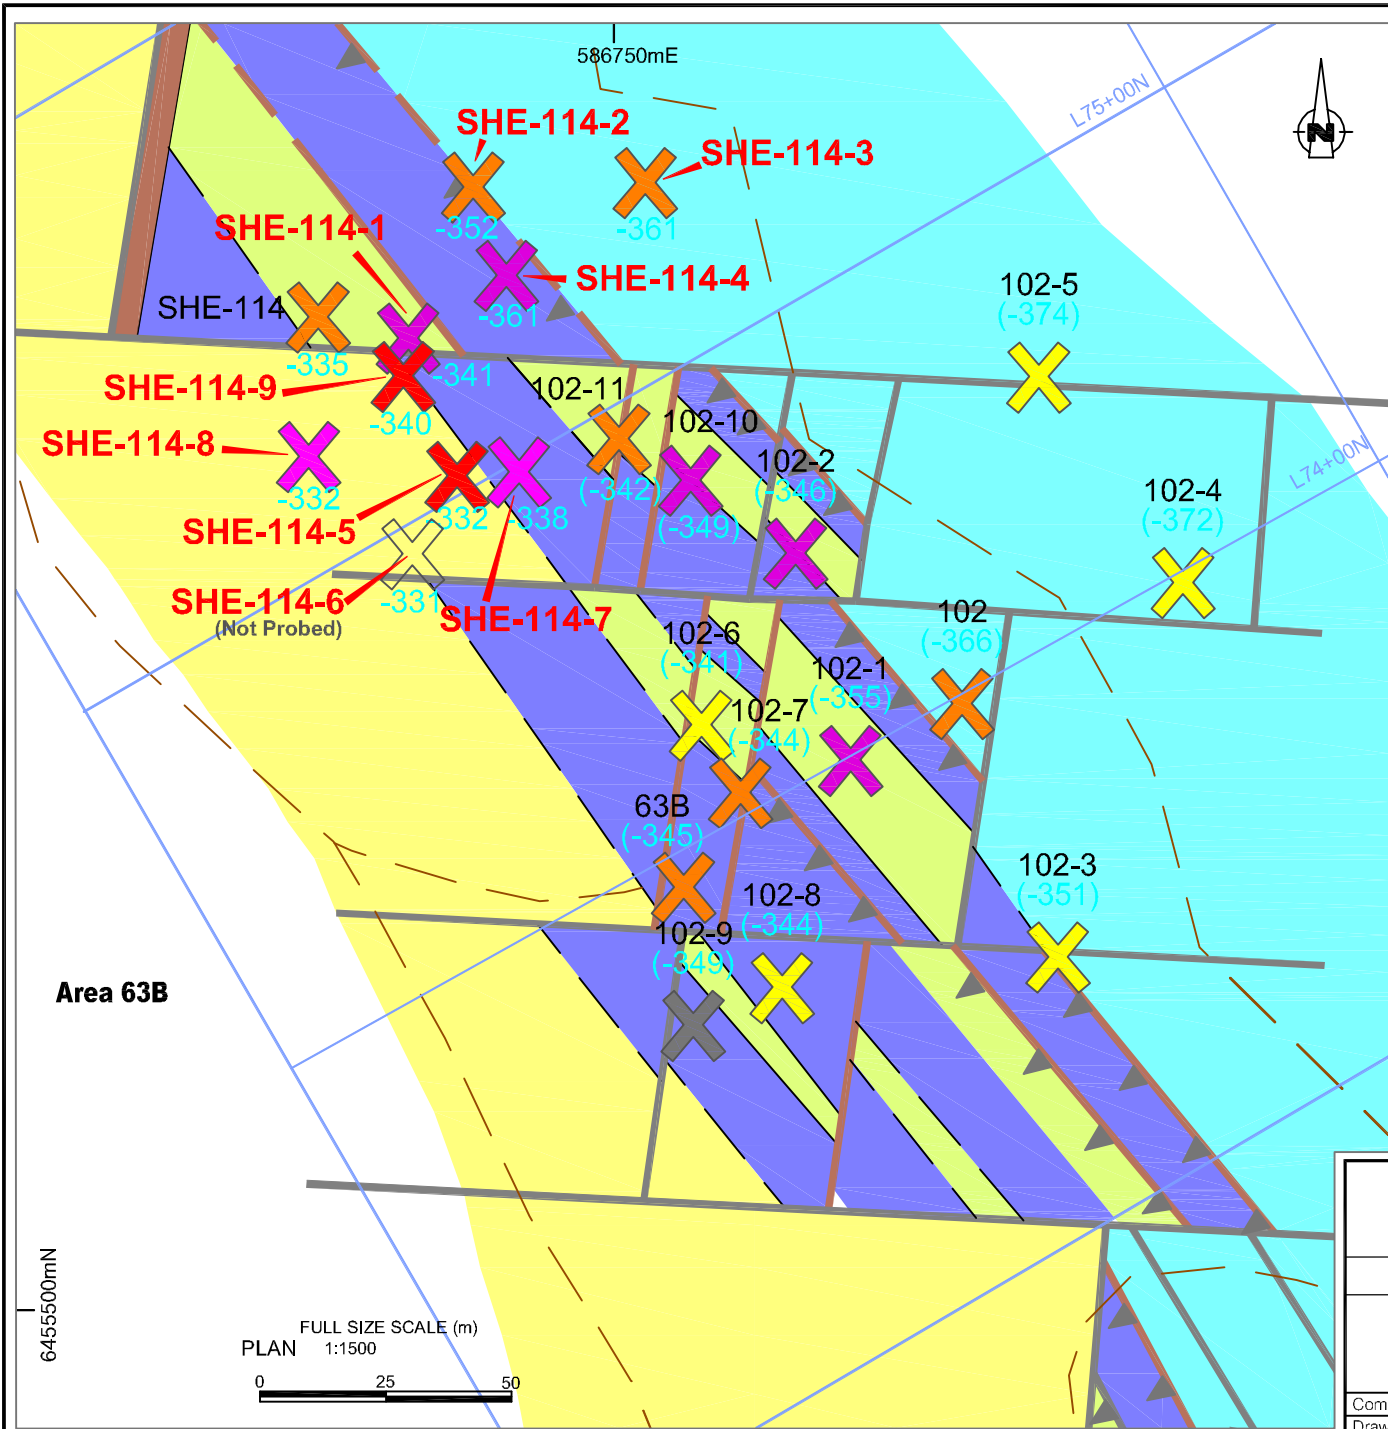 586750mE
L75+00N
N
SHE-114-2
SHE-114-3
-352
-361
SHE-114-1
SHE-114-4
-361
102-5
(-374)
SHE-114
-335
-341
SHE-114-9
102-11
-340
102-10
SHE-114-8
L74+00N
102-2
(-346)
-332
(-342)
102-4
(-372)
SHE-114-5
-332
-338
(-349)
SHE-114-6
(Not Probed)
-331
SHE-114-7
102
(-366)
102-6
(-341)
102-1
(-355)
102-7
(-344)
63B
(-345)
102-3
(-351)
102-8
(-344)
102-9
(-349)
Area 63B
6455500mN
FULL SIZE SCALE (m)
PLAN 1:1500
0 25 50
Com
Draw